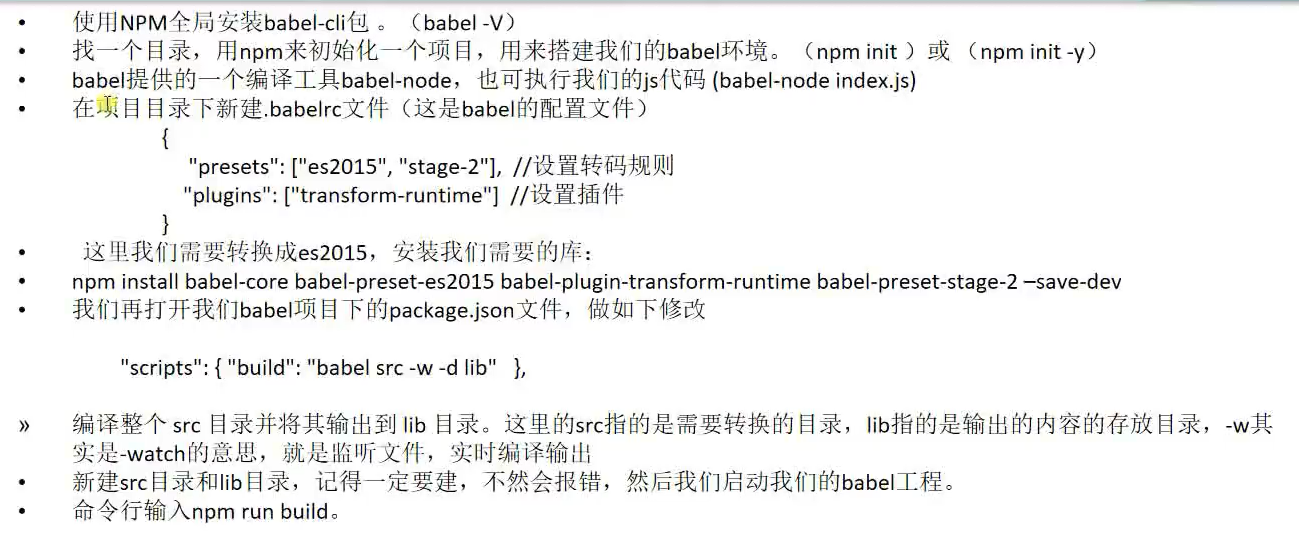 • 使用NPM全局安装babel-cli包 。（babel -V）
• 找一个目录，用npm来初始化一个项目，用来搭建我们的babel环境。（npm init ）或 （npm init -y）
• babel提供的一个编译工具babel-node，也可执行我们的js代码 (babel-node index.js)
• 在项目目录下新建.babelrc文件（这是babel的配置文件）
{
"presets": ["es2015", "stage-2"], //设置转码规则
"plugins": ["transform-runtime"] //设置插件
}
• 这里我们需要转换成es2015，安装我们需要的库：
• npm install babel-core babel-preset-es2015 babel-plugin-transform-runtime babel-preset-stage-2 –save-dev
• 我们再打开我们babel项目下的package.json文件，做如下修改
"scripts": { "build": "babel src -w -d lib" },
» 编译整个 src 目录并将其输出到 lib 目录。这里的src指的是需要转换的目录，lib指的是输出的内容的存放目录，-w其
实是-watch的意思，就是监听文件，实时编译输出
• 新建src目录和lib目录，记得一定要建，不然会报错，然后我们启动我们的babel工程。
• 命令行输入npm run build。